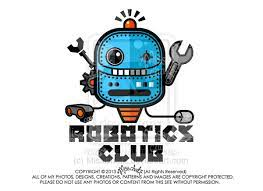 ROBOTICS
CLUB
COPYRIGHT © 2013 (All Rights Reserved)
ALL OF MY PHOTOS, DESIGNS, CREATIONS, PATTERNS AND IMAGES ARE COPYRIGHT PROTECTED.
PLEASE DO NOT USE ANY PHOTOS OR CONTENT FROM THIS SITE WITHOUT PERMISSION.